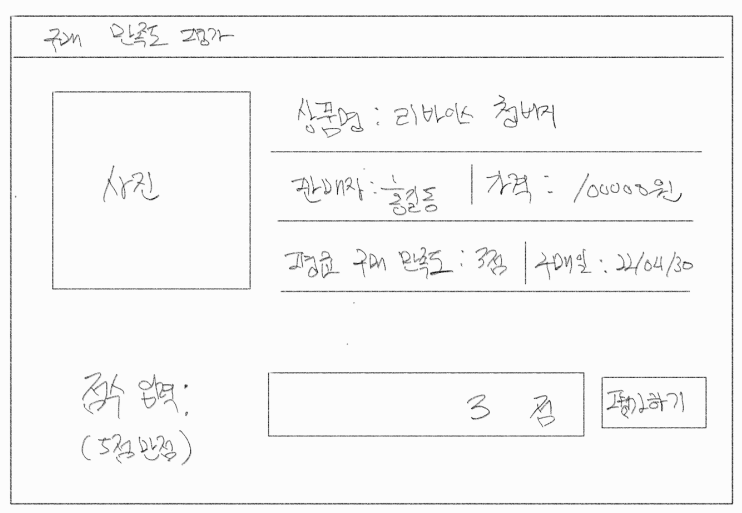 구매 만족도 평가
사진
상품명 : 리바이스 청바지
판매자 : 홍길동 | 가격 : 100000원
평균 구매 만족도 : 3점 | 구매일 : 22/04/30
점수 입력 :
(5점만점)
3 점
평가하기